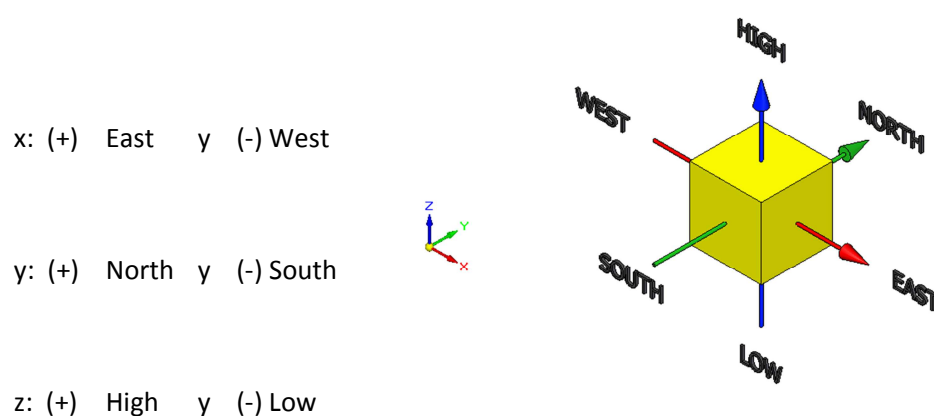 x: (+) East y (-) West
y: (+) North y (-) South
z: (+) High y (-) Low
Z
Y
X
HIGH
WEST
NORTH
SOUTH
EAST
LOW